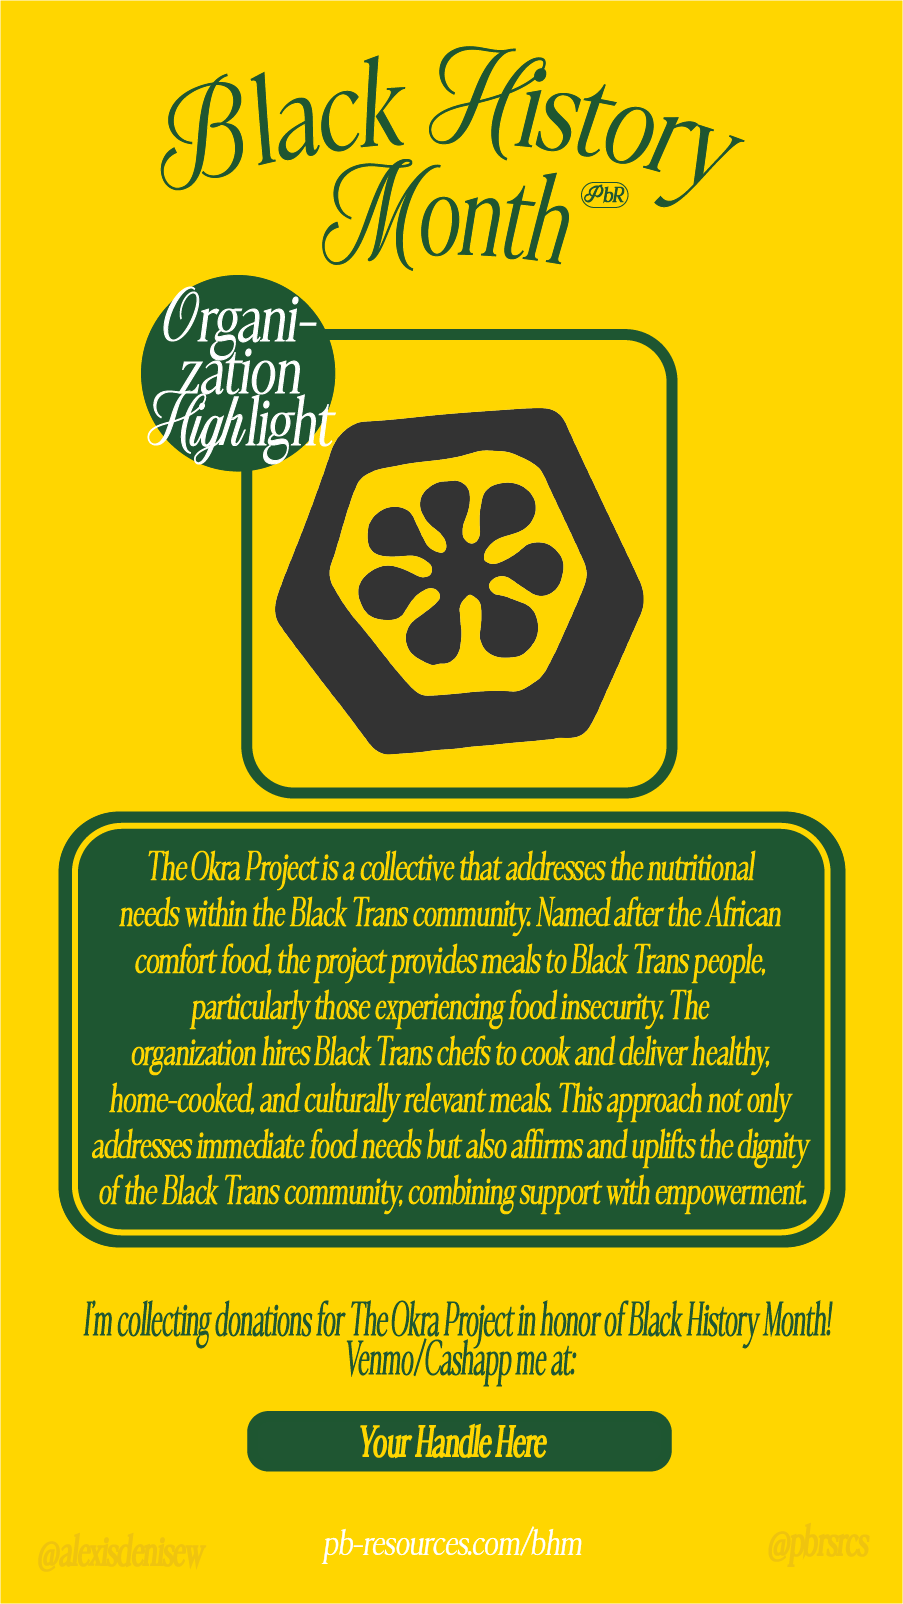 Black History
Month PbR
Organi-
zation
Highlight
The Okra Project is a collective that addresses the nutritional
needs within the Black Trans community. Named after the African
comfort food, the project provides meals to Black Trans people,
particularly those experiencing food insecurity. The
organization hires Black Trans chefs to cook and deliver healthy,
home-cooked, and culturally relevant meals. This approach not only
addresses immediate food needs but also affirms and uplifts the dignity
of the Black Trans community, combining support with empowerment.
I'm collecting donations for The Okra Project in honor of Black History Month!
Venmo/Cashapp me at:
Your Handle Here
@alexisdenisew pb-resources.com/bhm @pbrsrcs